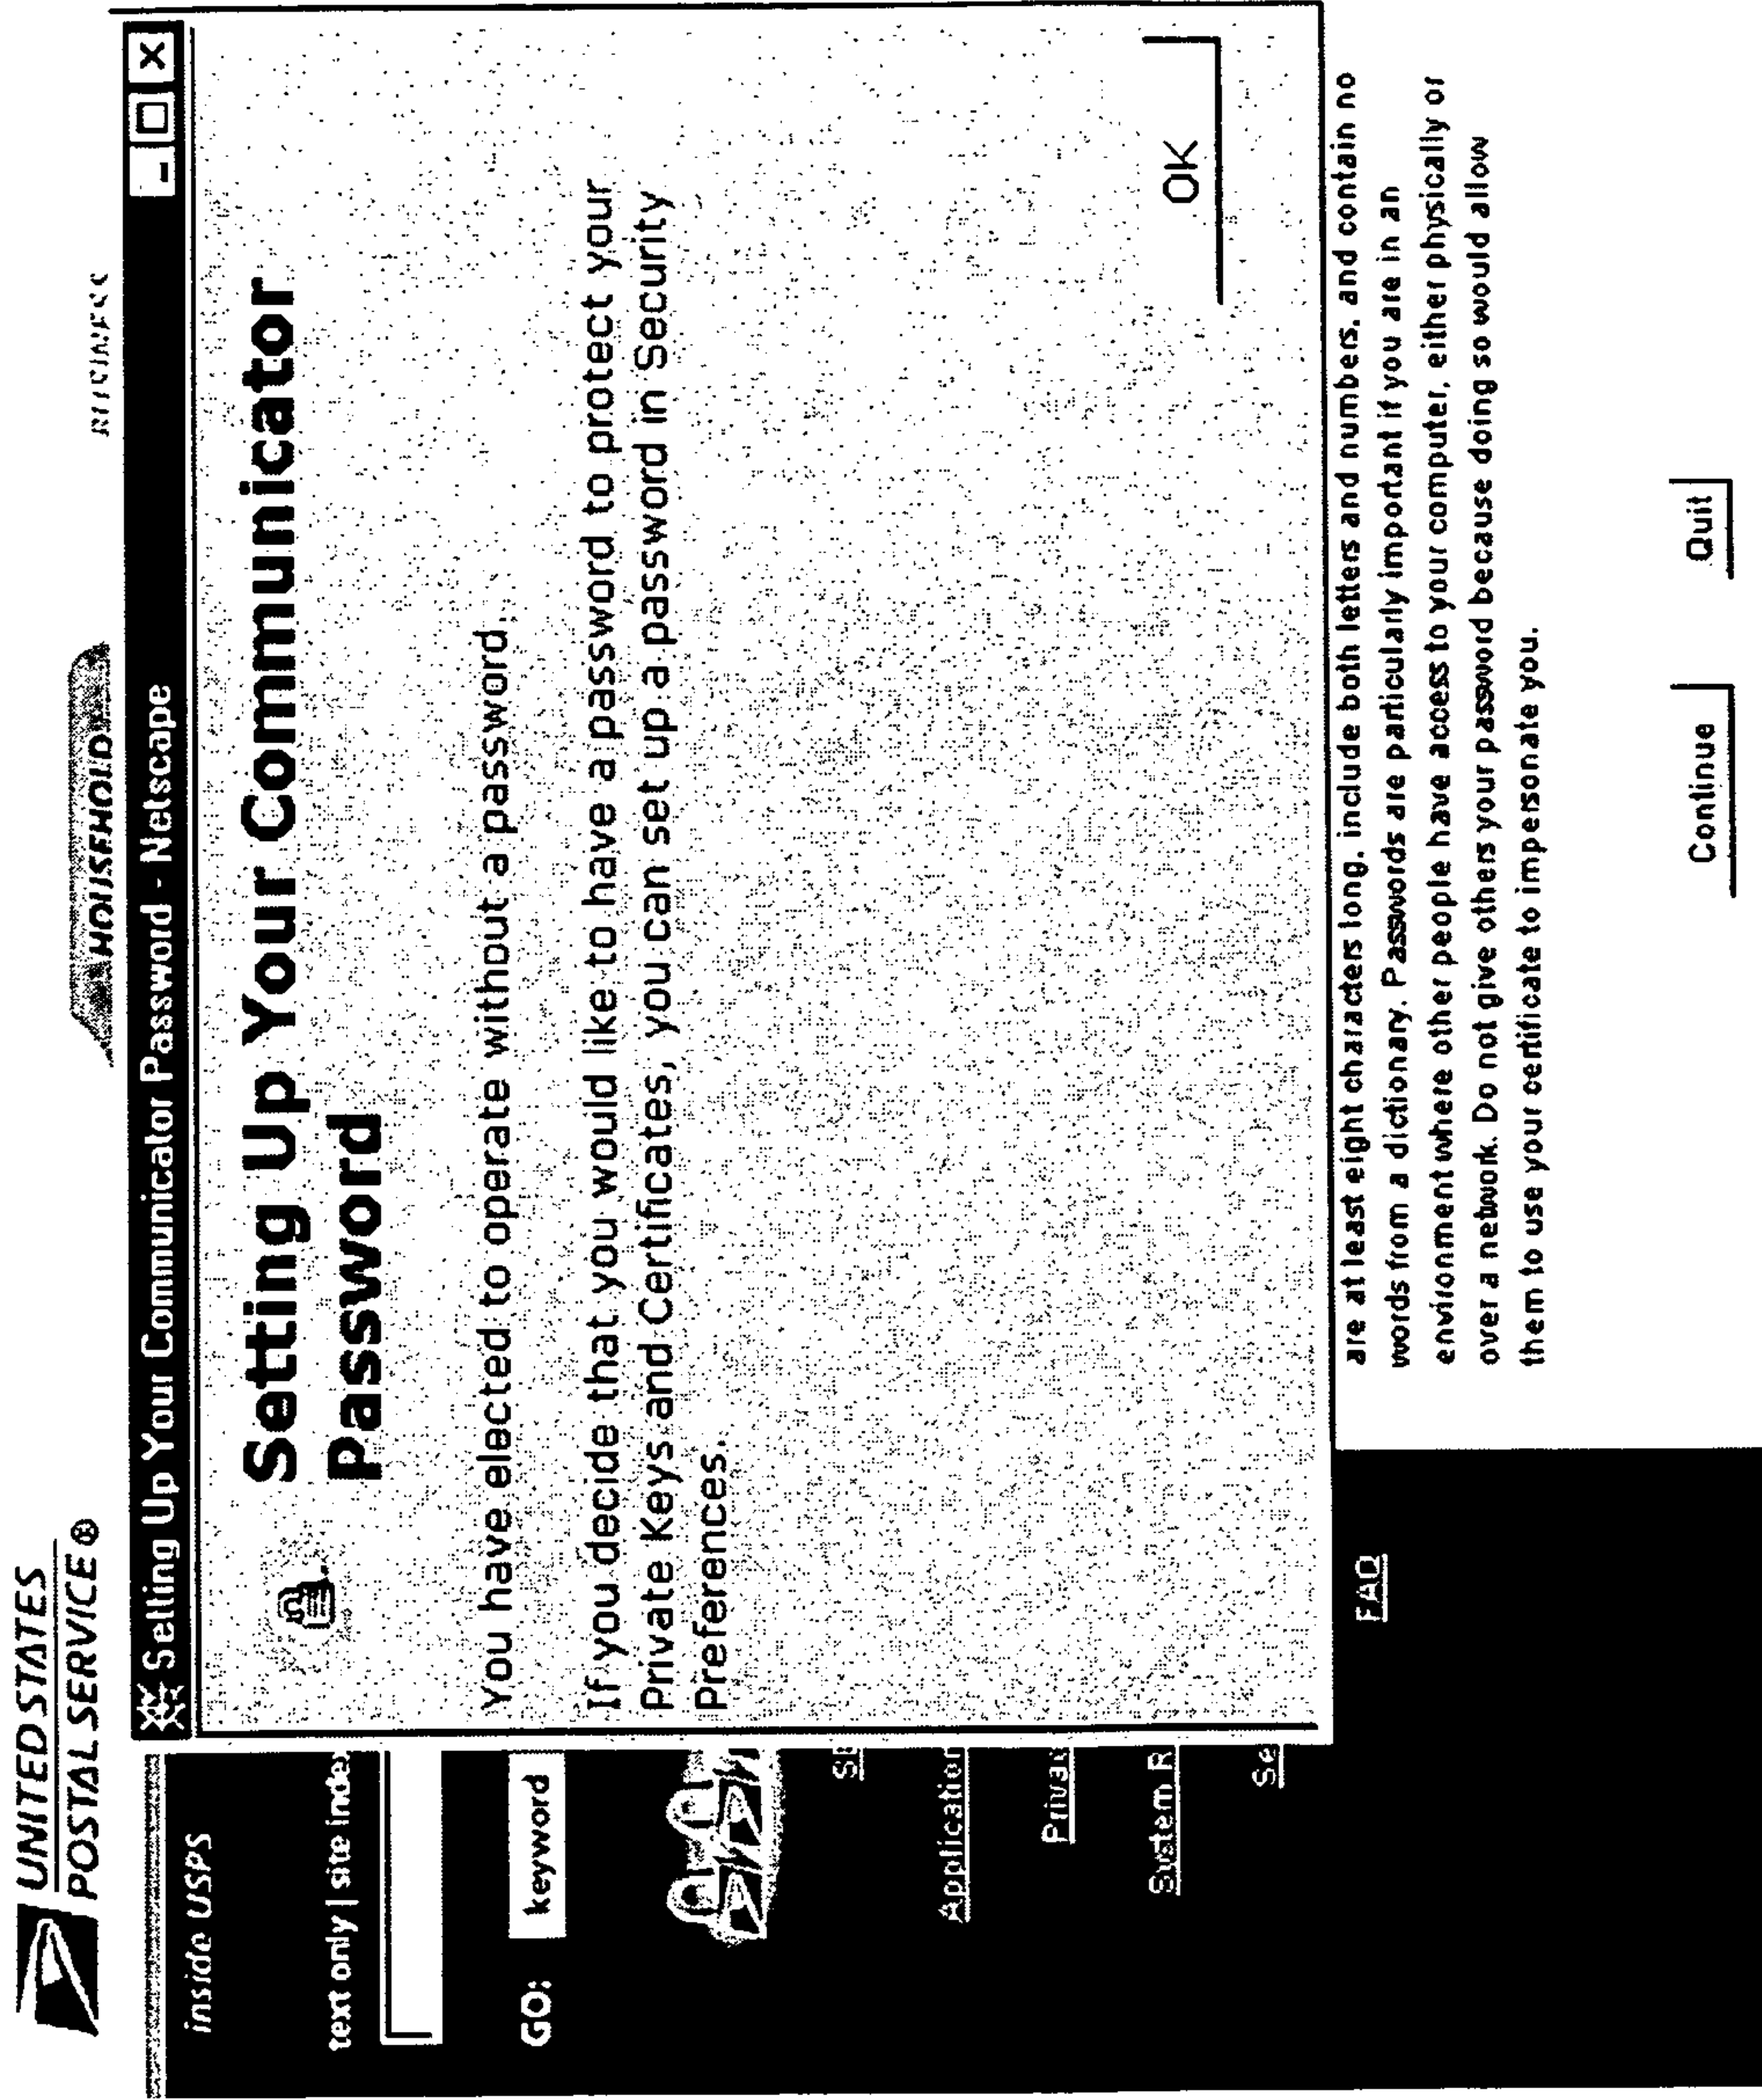 UNITED STATES
POSTAL SERVICE ®
HOUSEHOLD
Setting Up Your Communicator Password - Netscape
inside USPS
text only | site index
GO: keyword
Application
System R
FAQ
Setting Up Your Communicator
Password
You have elected to operate without a password.
If you decide that you would like to have a password to protect your
Private Keys and Certificates, you can set up a password in Security
Preferences.
OK
are at least eight characters long, include both letters and numbers, and contain no
words from a dictionary. Passwords are particularly important if you are in an
environment where other people have access to your computer, either physically or
over a network. Do not give others your password because doing so would allow
them to use your certificate to impersonate you.
Continue
Quit